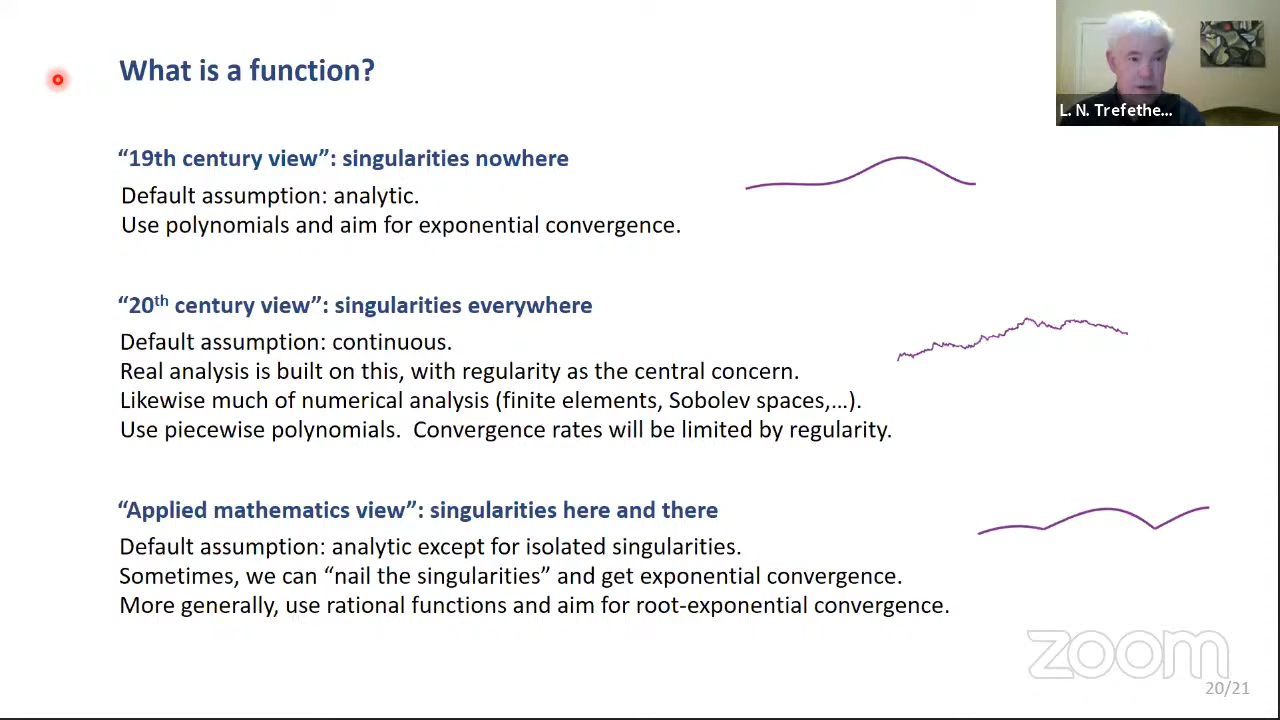 What is a function?
L. N. Trefethe...
“19th century view”: singularities nowhere
Default assumption: analytic.
Use polynomials and aim for exponential convergence.
“20th century view”: singularities everywhere
Default assumption: continuous.
Real analysis is built on this, with regularity as the central concern.
Likewise much of numerical analysis (finite elements, Sobolev spaces,...).
Use piecewise polynomials.  Convergence rates will be limited by regularity.
“Applied mathematics view”: singularities here and there
Default assumption: analytic except for isolated singularities.
Sometimes, we can “nail the singularities” and get exponential convergence.
More generally, use rational functions and aim for root-exponential convergence.
zoom
20/21